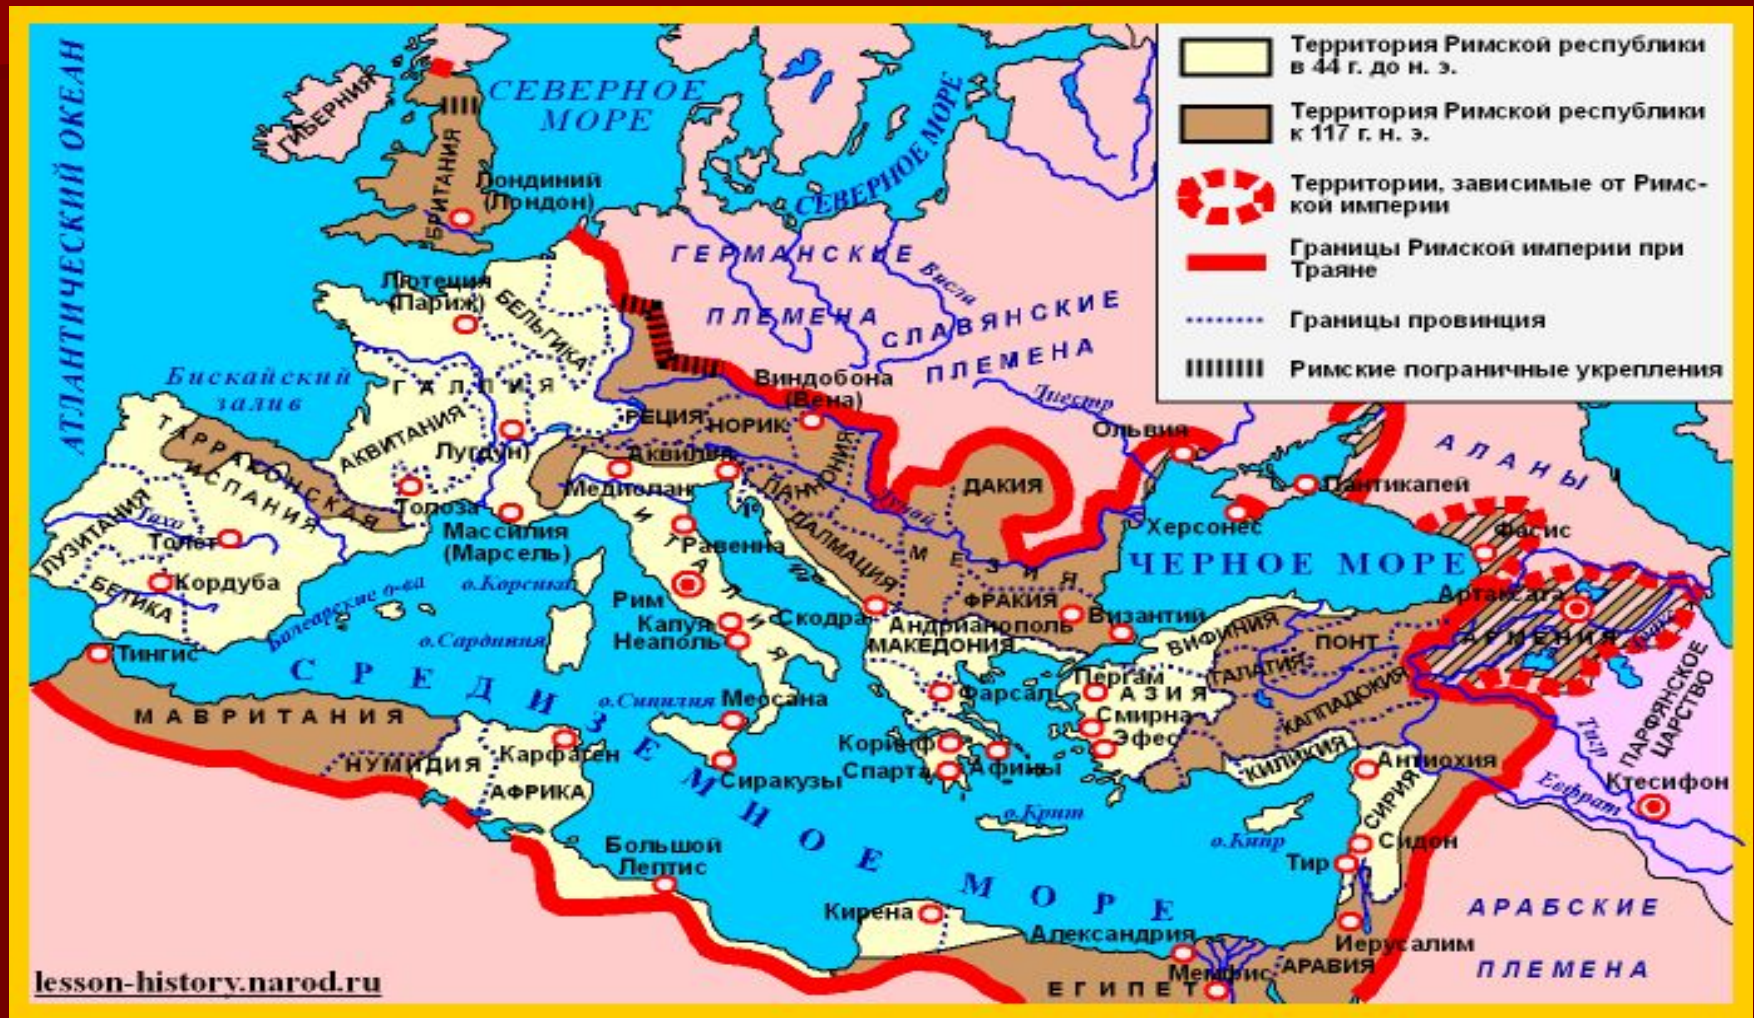 АТЛАНТИЧЕСКИЙ ОКЕАН
ГИБЕРНИЯ
СЕВЕРНОЕ
МОРЕ
БРИТАНИЯ
Лондиний
(Лондон)
СЕВЕРНОЕ МОРЕ
Территория Римской республики
в 44 г. до н. э.
Территория Римской республики
к 117 г. н. э.
Территории, зависимые от Римс-
кой империи
Границы Римской империи при
Траяне
Границы провинция
Римские пограничные укрепления
ГЕРМАНСКИЕ
ПЛЕМЕНА
Висла
СЛАВЯНСКИЕ
ПЛЕМЕНА
Днестр
Лютеция
(Париж)
БЕЛЬГИКА
ГАЛЛИЯ
Бискайский
залив
АКВИТАНИЯ
Лугдун)
Толоза
Массилия
(Марсель)
ТАРРАКОНСКАЯ
ИСПАНИЯ
ЛУЗИТАНИЯ
Тахо
Толет
Кордуба
БЕТИКА
Балеарские о-ва
Виндобона
(Вена)
РЕЦИЯ
НОРИК
ПАННОНИЯ
Аквилея
Медиолан
ДАЛМАЦИЯ
Дунай
ДАКИЯ
МЕЗИЯ
ФРАКИЯ
Ольвия
Херсонес
Пантикапей
АЛАНЫ
Фасис
ЧЕРНОЕ МОРЕ
Артаксата
АРМЕНИЯ
ИТАЛИЯ
Равенна
Рим
Капуя
Неаполь
о.Корсика
о.Сардиния
Скодра
Андрианополь
Византий
МАКЕДОНИЯ
ВИФИНИЯ
ПОНТ
ГАЛАТИЯ
КАППАДОКИЯ
Пергам
АЗИЯ
Смирна
Эфес
КИЛИКИЯ
Фарсал
Коринф
Спарта
Афины
о.Крит
о.Кипр
Антиохия
СИРИЯ
Сидон
Тир
Иерусалим
АРАВИЯ
Тигр
Евфрат
ПАРФЯНСКОЕ
ЦАРСТВО
Ктесифон
АРАБСКИЕ
ПЛЕМЕНА
Тингис
СРЕДИЗЕМНОЕ МОРЕ
о.Сицилия
Мессана
Сиракузы
МАВРИТАНИЯ
НУМИДИЯ
Карфаген
АФРИКА
Большой
Лептис
Кирена
Александрия
Мемфис
ЕГИПЕТ
lesson-history.narod.ru